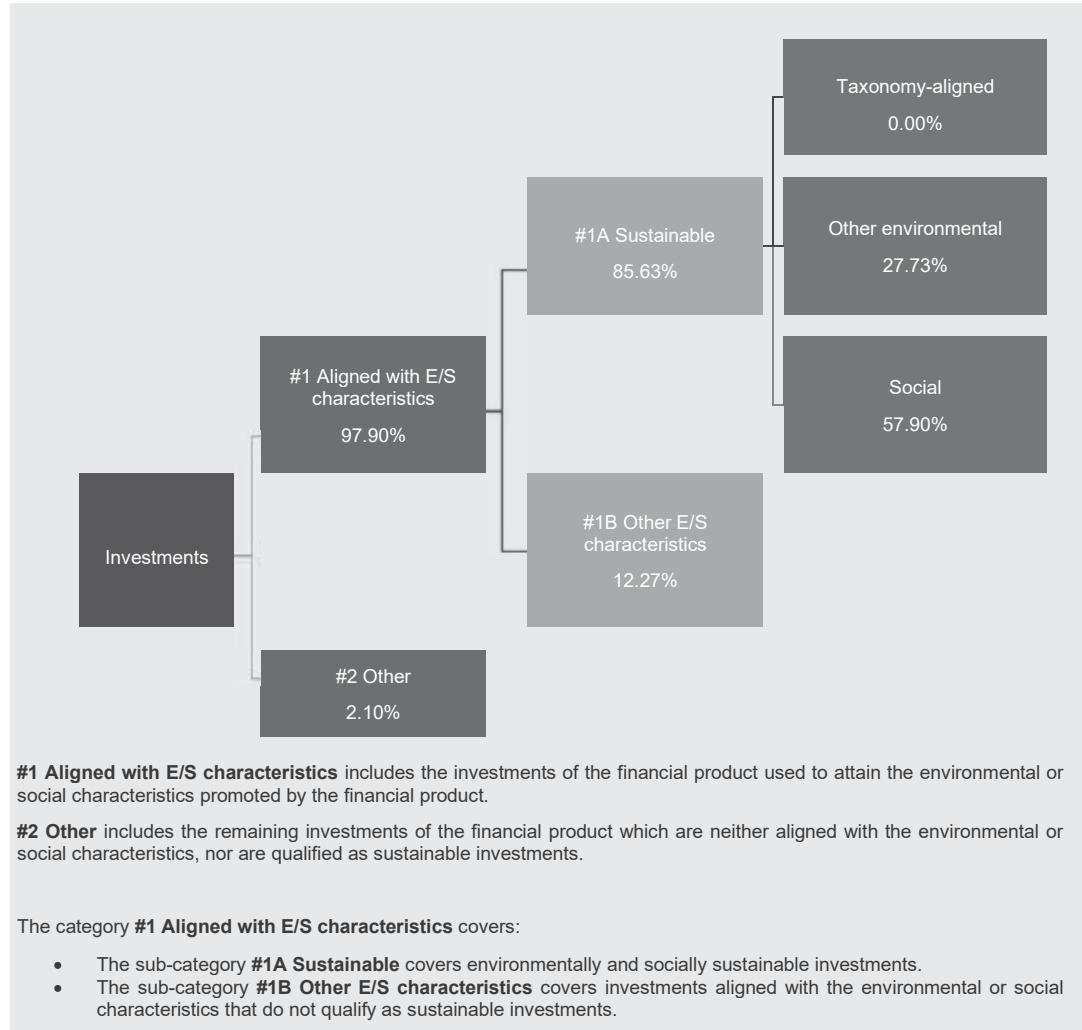 Taxonomy-aligned
0.00%
#1A Sustainable
85.63%
Other environmental
27.73%
#1 Aligned with E/S
characteristics
97.90%
Social
57.90%
Investments
#1B Other E/S
characteristics
12.27%
#2 Other
2.10%
#1 Aligned with E/S characteristics includes the investments of the financial product used to attain the environmental or
social characteristics promoted by the financial product.
#2 Other includes the remaining investments of the financial product which are neither aligned with the environmental or
social characteristics, nor are qualified as sustainable investments.
The category #1 Aligned with E/S characteristics covers:
• The sub-category #1A Sustainable covers environmentally and socially sustainable investments.
• The sub-category #1B Other E/S characteristics covers investments aligned with the environmental or social
characteristics that do not qualify as sustainable investments.